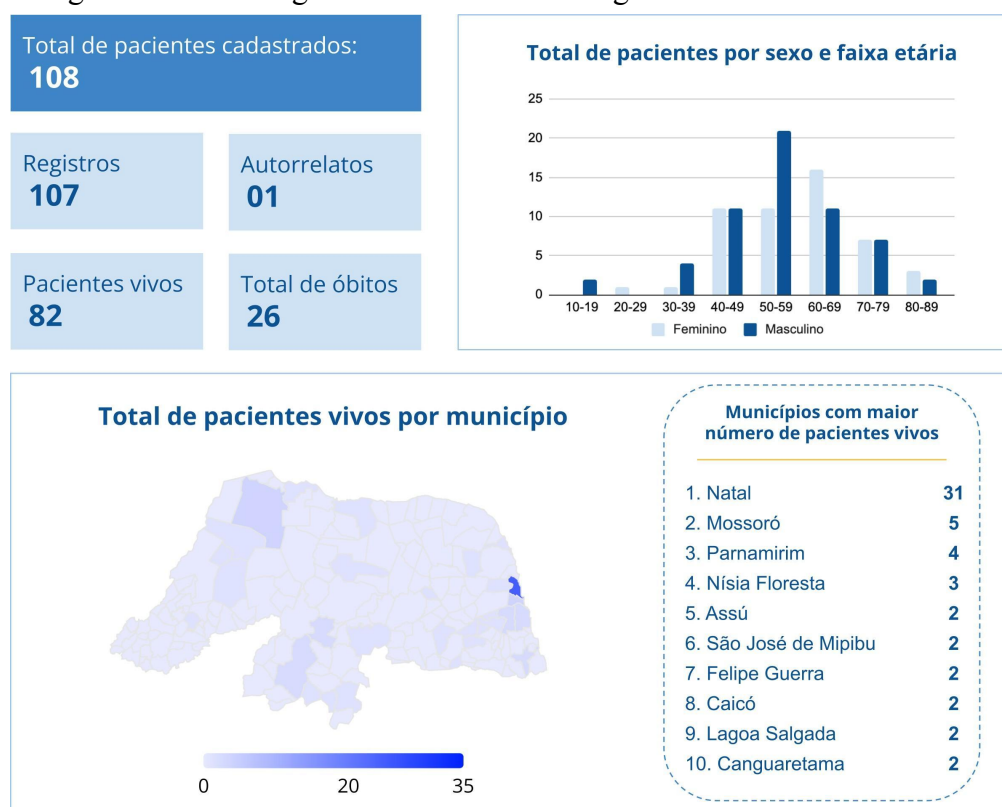 Total de pacientes cadastrados:
108
Registros
107
Autorrelatos
01
Pacientes vivos
82
Total de óbitos
26
Total de pacientes por sexo e faixa etária
25
20
15
10
5
0
10-19 20-29 30-39 40-49 50-59 60-69 70-79 80-89
Feminino Masculino
Total de pacientes vivos por município
0 20 35
Municípios com maior
número de pacientes vivos
1. Natal 31
2. Mossoró 5
3. Parnamirim 4
4. Nísia Floresta 3
5. Assú 2
6. São José de Mipibu 2
7. Felipe Guerra 2
8. Caicó 2
9. Lagoa Salgada 2
10. Canguaretama 2